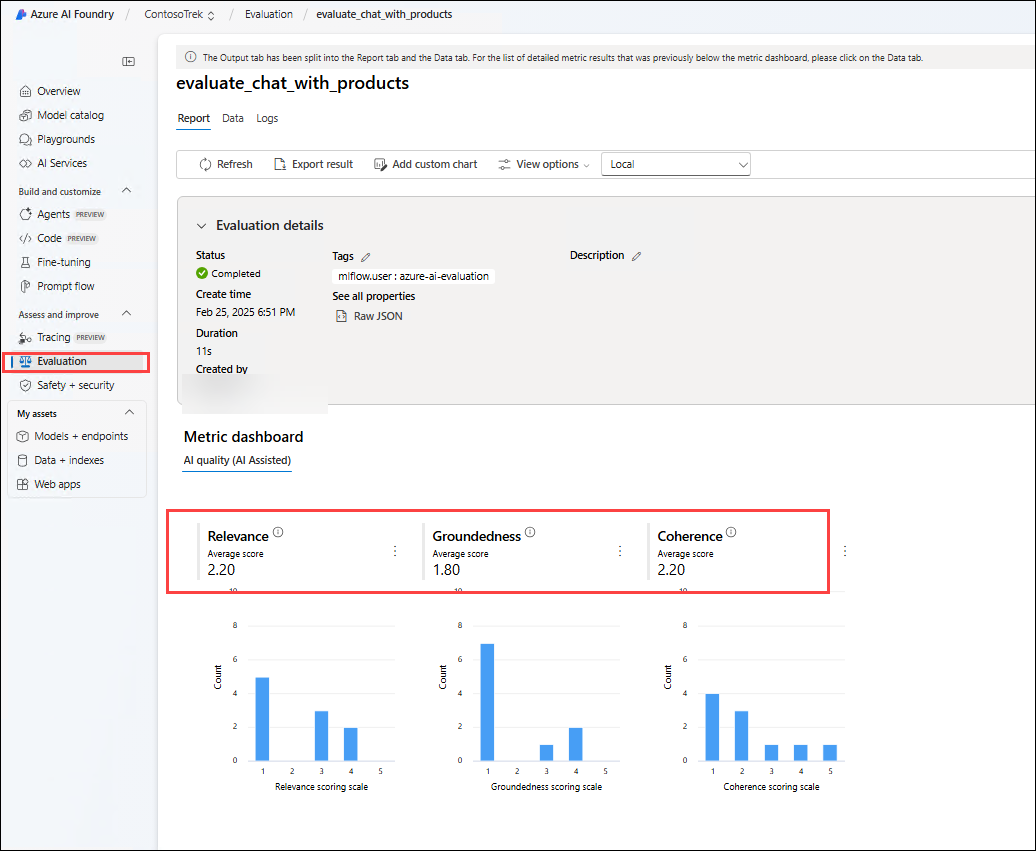 Azure AI Foundry / ContosoTrek / Evaluation / evaluate_chat_with_products
The Output tab has been split into the Report tab and the Data tab. For the list of detailed metric results that was previously below the metric dashboard, please click on the Data tab.
evaluate_chat_with_products
Report Data Logs
Refresh Export result Add custom chart View options Local
Overview
Model catalog
Playgrounds
AI Services
Build and customize
Agents PREVIEW
Code PREVIEW
Fine-tuning
Prompt flow
Assess and improve
Tracing PREVIEW
Evaluation
Safety + security
My assets
Models + endpoints
Data + indexes
Web apps
Evaluation details
Status
Completed
Create time
Feb 25, 2025 6:51 PM
Duration
11s
Created by
Tags
mlflow.user : azure-ai-evaluation
See all properties
Raw JSON
Description
Metric dashboard
AI quality (AI Assisted)
Relevance
Average score
2.20
Groundedness
Average score
1.80
Coherence
Average score
2.20
10
8
6
4
2
0
Count
1 2 3 4 5
Relevance scoring scale
10
8
6
4
2
0
Count
1 2 3 4 5
Groundedness scoring scale
10
8
6
4
2
0
Count
1 2 3 4 5
Coherence scoring scale